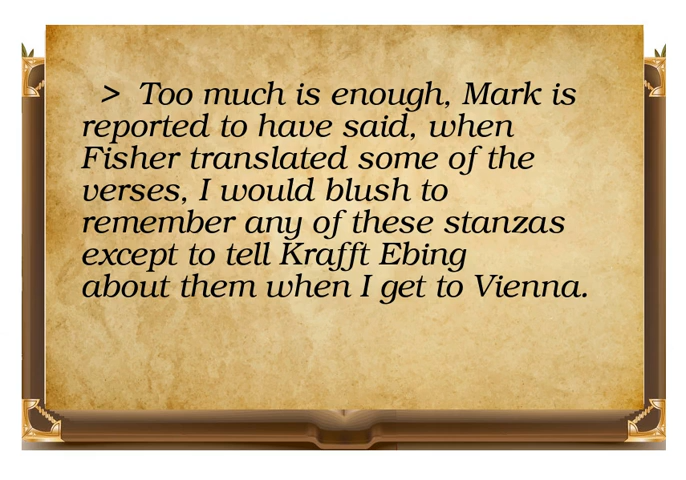 > Too much is enough, Mark is
reported to have said, when
Fisher translated some of the
verses, I would blush to
remember any of these stanzas
except to tell Krafft Ebing
about them when I get to Vienna.